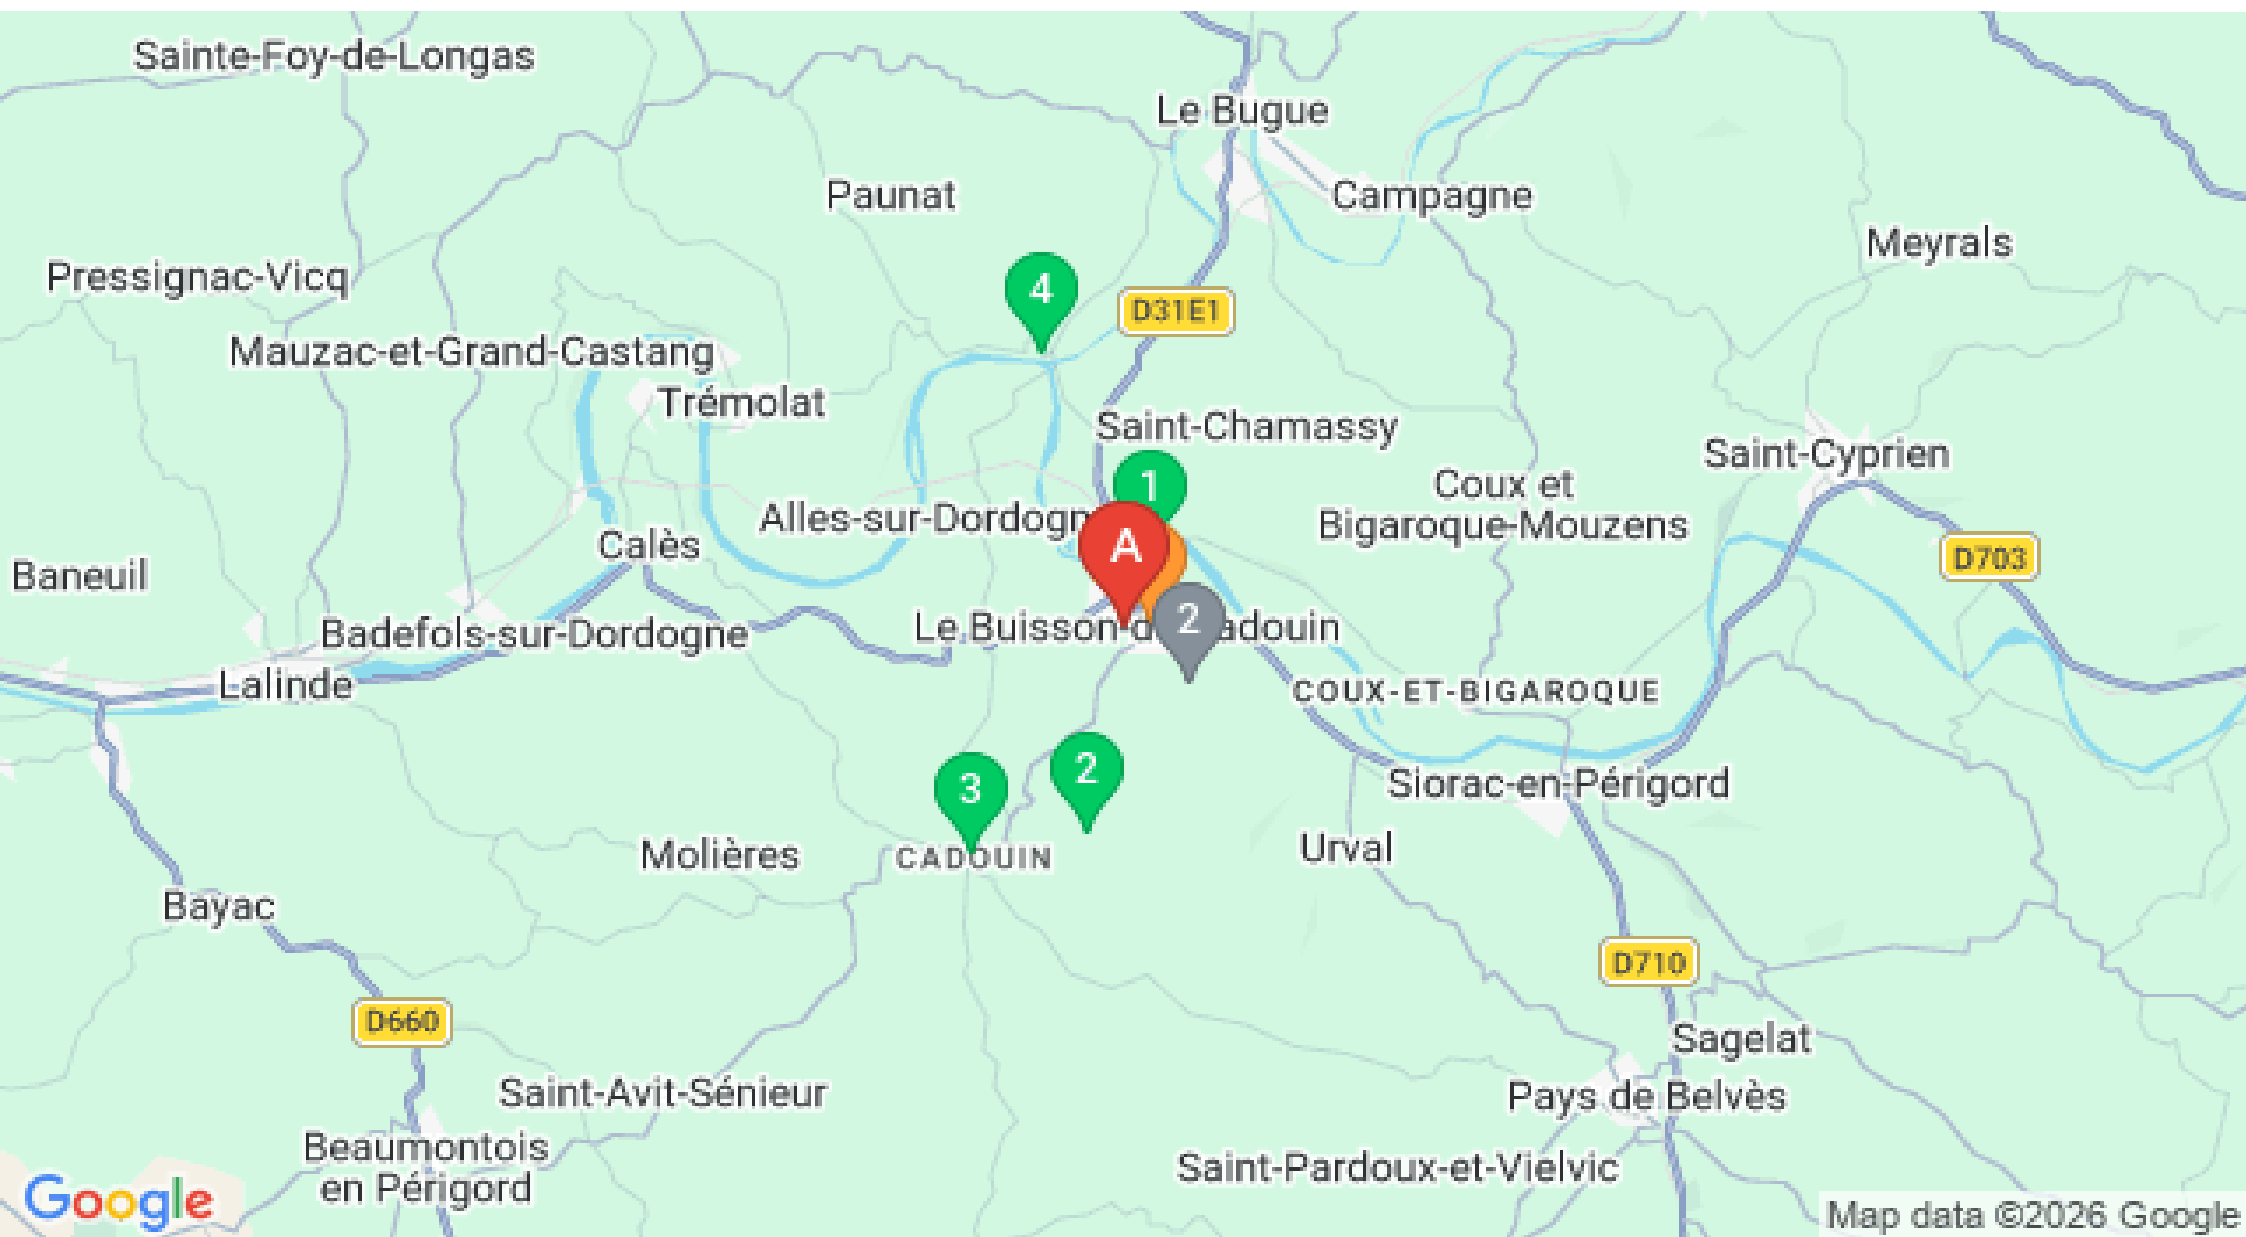 Sainte-Foy-de-Longas
Le Bugue
Paunat
Campagne
Meyrals
Pressignac-Vicq
4
D31E1
Mauzac-et-Grand-Castang
Trémolat
Saint-Chamassy
Saint-Cyprien
1
Coux et
Bigaroque-Mouzens
Alles-sur-Dordogn
A
Calès
D703
Baneuil
2
Le Buisson-d adouin
Badefols-sur-Dordogne
Lalinde
COUX-ET-BIGAROQUE
2
3
Siorac-en-Périgord
Molières
CADOUIN
Urval
Bayac
D710
D660
Sagelat
Saint-Avit-Sénieur
Pays de Belvès
Beaumontois
en Périgord
Saint-Pardoux-et-Vielvic
Google
Map data ©2026 Google